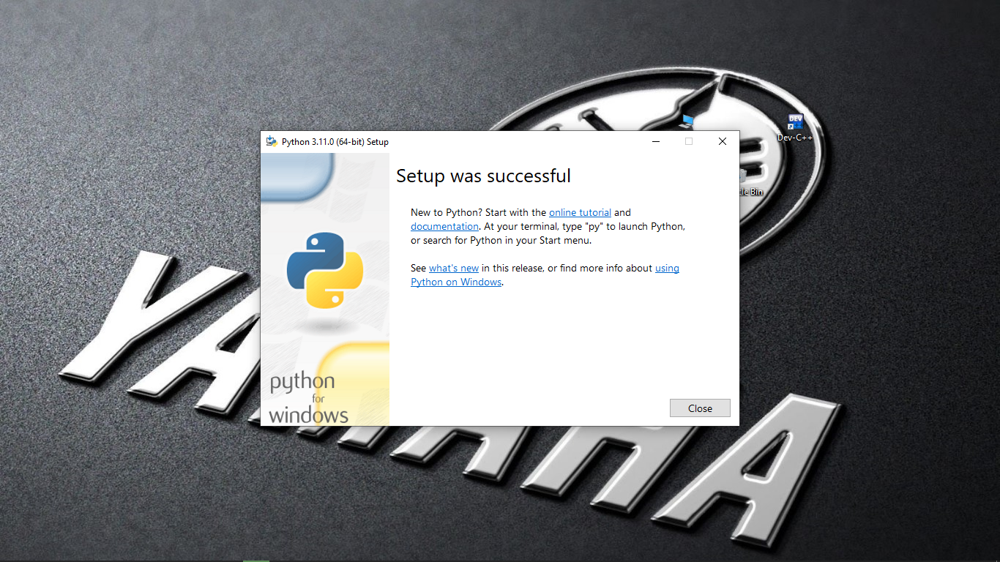 Python 3.11.0 (64-bit) Setup
Setup was successful
New to Python? Start with the online tutorial and
documentation. At your terminal, type "py" to launch Python,
or search for Python in your Start menu.
See what's new in this release, or find more info about using
Python on Windows.
python
for
windows
Close
DEV
Dev-C++
Bin
YAMAHA